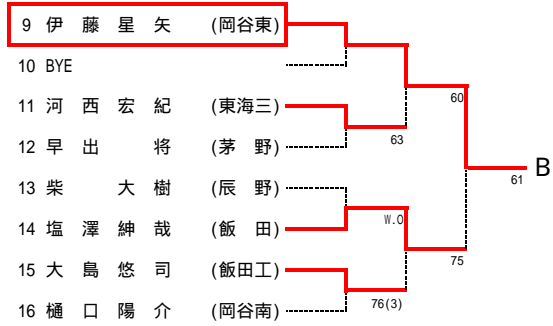 9 伊 藤 星 矢 (岡谷東)
10 BYE
11 河 西 宏 紀 (東海三)
12 早 出 将 (茅 野)
13 柴 大 樹 (辰 野)
14 塩 澤 紳 哉 (飯 田)
15 大 島 悠 司 (飯田工)
16 樋 口 陽 介 (岡谷南)
60
63
B
61
W.O
75
76(3)